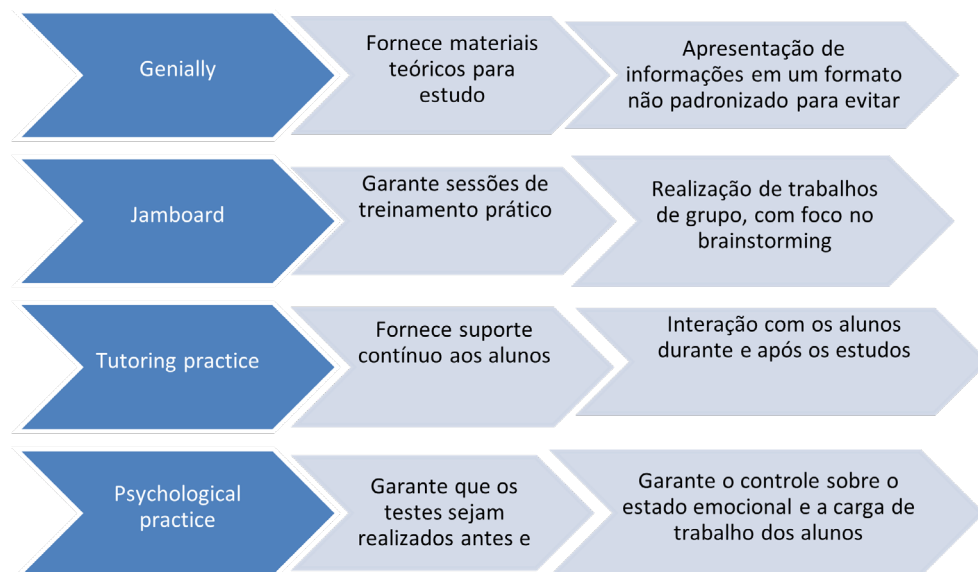 Genially
Fornece materiais
teóricos para
estudo
Apresentação de
informações em um formato
não padronizado para evitar
Jamboard
Garante sessões de
treinamento prático
Realização de trabalhos
de grupo, com foco no
brainstorming
Tutoring practice
Fornece suporte
contínuo aos alunos
Interação com os alunos
durante e após os estudos
Psychological
practice
Garante que os
testes sejam
realizados antes e
Garante o controle sobre o
estado emocional e a carga de
trabalho dos alunos